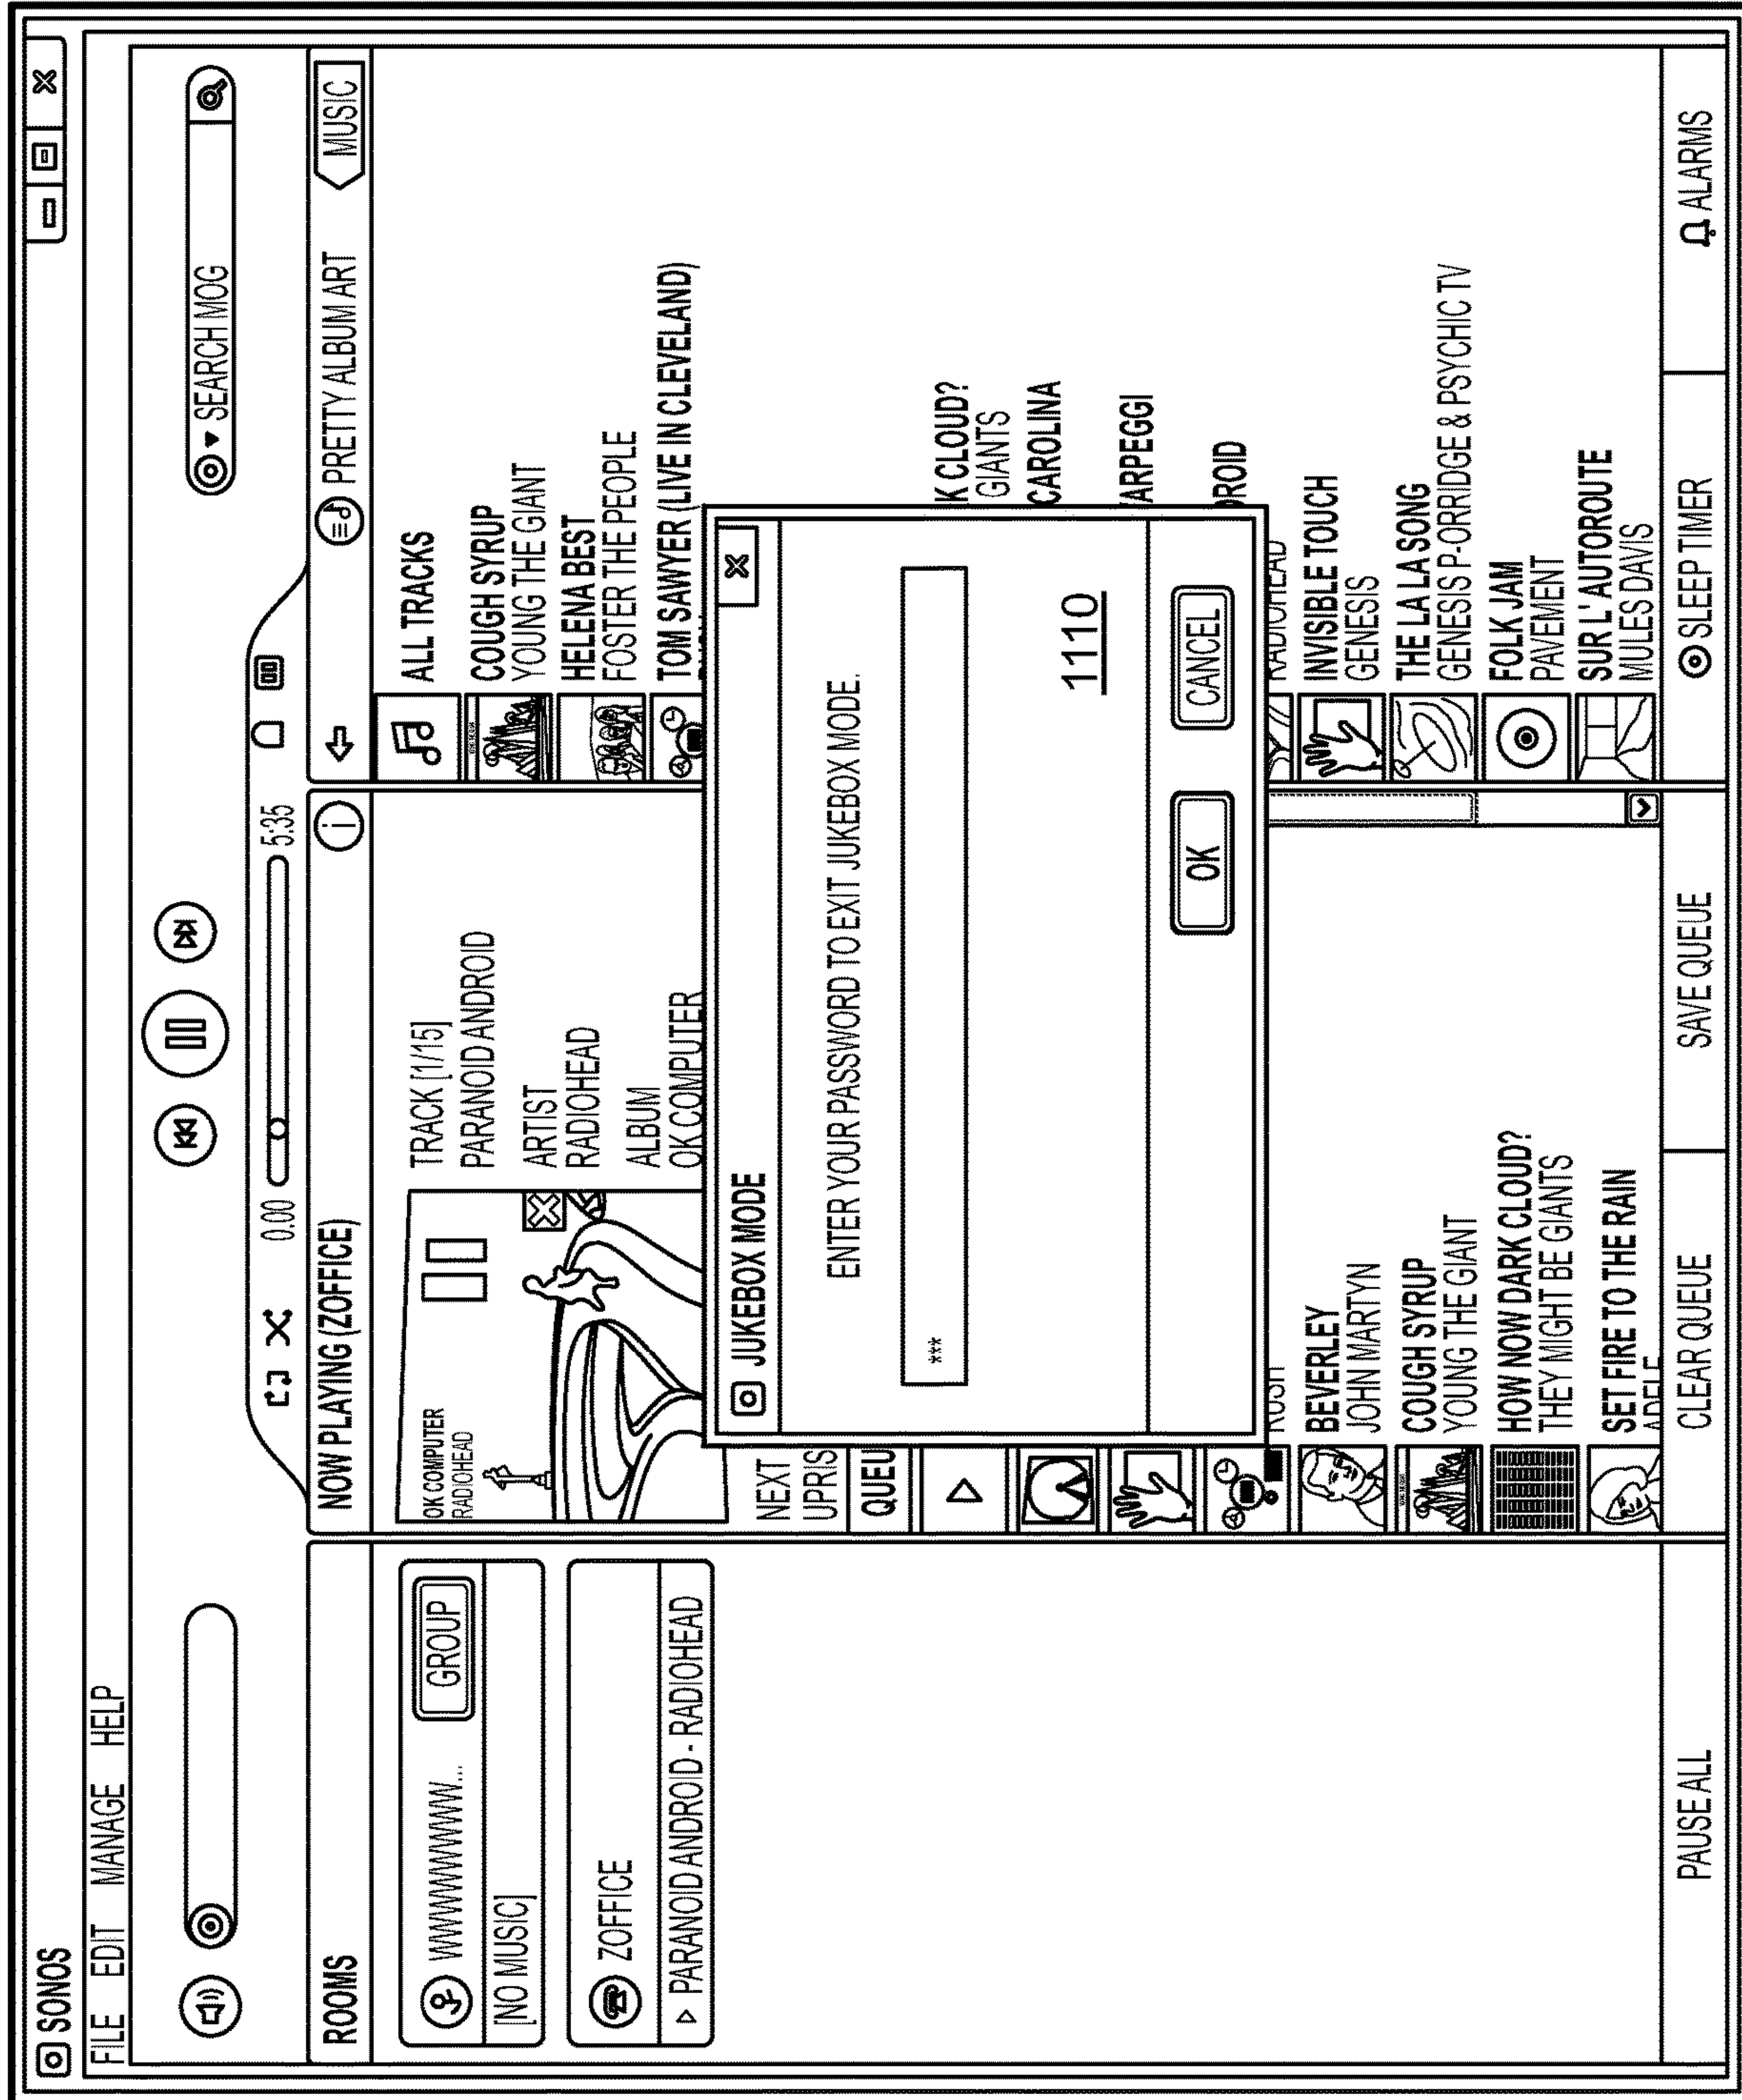 SONOS
FILE EDIT MANAGE HELP
SEARCH MOG
0.00 5:35
ROOMS
WWWWWWW...
GROUP
[NO MUSIC]
ZOFFICE
PARANOID ANDROID - RADIOHEAD
PAUSE ALL
NOW PLAYING (ZOFFICE)
OK COMPUTER
RADIOHEAD
TRACK [1/15]
PARANOID ANDROID
ARTIST
RADIOHEAD
ALBUM
OK COMPUTER
NEXT
UPRIS
QUEU
RUSH
BEVERLEY
JOHN MARTYN
COUGH SYRUP
YOUNG THE GIANT
HOW NOW DARK CLOUD?
THEY MIGHT BE GIANTS
SET FIRE TO THE RAIN
ADELE
CLEAR QUEUE
SAVE QUEUE
JUKEBOX MODE
ENTER YOUR PASSWORD TO EXIT JUKEBOX MODE.
***
1110
OK
CANCEL
PRETTY ALBUM ART
MUSIC
ALL TRACKS
COUGH SYRUP
YOUNG THE GIANT
HELENA BEST
FOSTER THE PEOPLE
TOM SAWYER (LIVE IN CLEVELAND)
K CLOUD?
GIANTS
CAROLINA
ARPEGGI
DROID
RADIOHEAD
INVISIBLE TOUCH
GENESIS
THE LA LA SONG
GENESIS P-ORRIDGE & PSYCHIC TV
FOLK JAM
PAVEMENT
SUR L' AUTOROUTE
MULES DAVIS
SLEEP TIMER
ALARMS